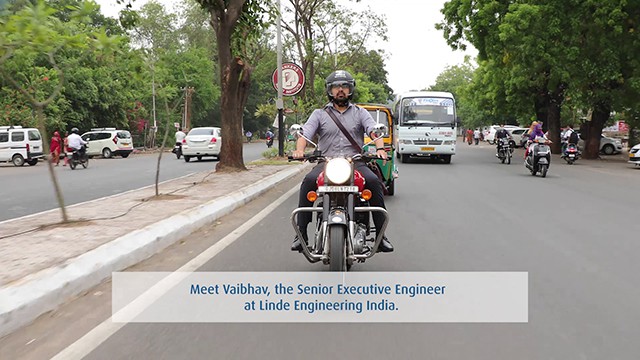 Meet Vaibhav, the Senior Executive Engineer
at Linde Engineering India.